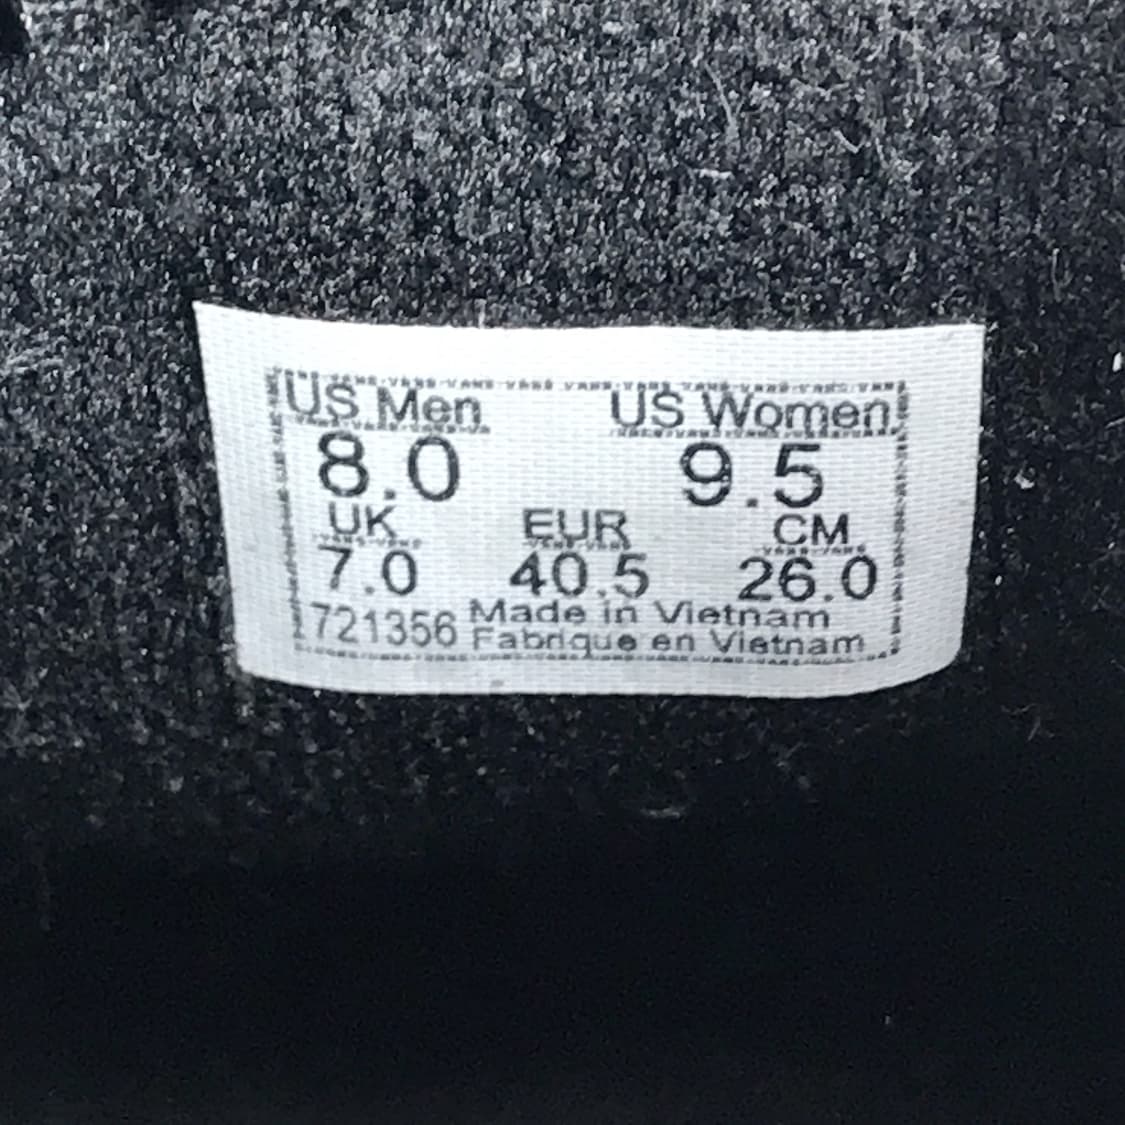 US Men US Women
8.0 9.5
UK EUR CM
7.0 40.5 26.0
721356 Made in Vietnam
Fabrique en Vietnam